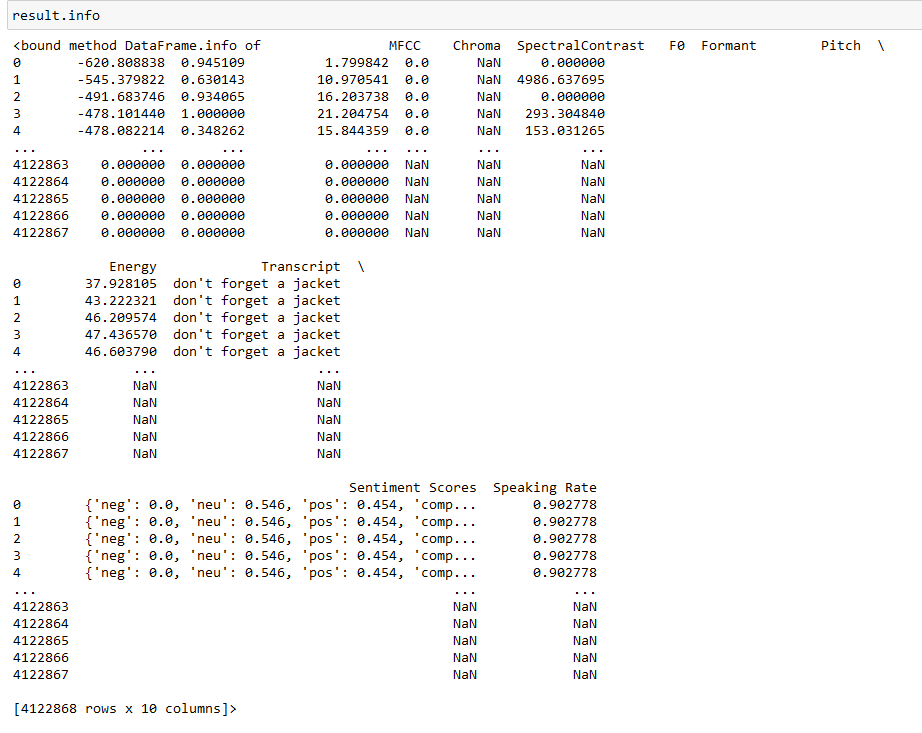 result.info
<bound method DataFrame.info of                MFCC    Chroma  SpectralContrast   F0  Formant        Pitch  \
0       -620.808838  0.945109          1.799842  0.0      NaN     0.000000
1       -545.379822  0.630143         10.970541  0.0      NaN  4986.637695
2       -491.683746  0.934065         16.203738  0.0      NaN     0.000000
3       -478.101440  1.000000         21.204754  0.0      NaN   293.304840
4       -478.082214  0.348262         15.844359  0.0      NaN   153.031265
...             ...       ...               ...  ...      ...          ...
4122863    0.000000  0.000000          0.000000  NaN      NaN          NaN
4122864    0.000000  0.000000          0.000000  NaN      NaN          NaN
4122865    0.000000  0.000000          0.000000  NaN      NaN          NaN
4122866    0.000000  0.000000          0.000000  NaN      NaN          NaN
4122867    0.000000  0.000000          0.000000  NaN      NaN          NaN
            Energy             Transcript  \
0        37.928105  don't forget a jacket
1        43.222321  don't forget a jacket
2        46.209574  don't forget a jacket
3        47.436570  don't forget a jacket
4        46.603790  don't forget a jacket
...            ...                    ...
4122863        NaN                    NaN
4122864        NaN                    NaN
4122865        NaN                    NaN
4122866        NaN                    NaN
4122867        NaN                    NaN
                                          Sentiment Scores  Speaking Rate
0        {'neg': 0.0, 'neu': 0.546, 'pos': 0.454, 'comp...       0.902778
1        {'neg': 0.0, 'neu': 0.546, 'pos': 0.454, 'comp...       0.902778
2        {'neg': 0.0, 'neu': 0.546, 'pos': 0.454, 'comp...       0.902778
3        {'neg': 0.0, 'neu': 0.546, 'pos': 0.454, 'comp...       0.902778
4        {'neg': 0.0, 'neu': 0.546, 'pos': 0.454, 'comp...       0.902778
...                                                    ...            ...
4122863                                                NaN            NaN
4122864                                                NaN            NaN
4122865                                                NaN            NaN
4122866                                                NaN            NaN
4122867                                                NaN            NaN
[4122868 rows x 10 columns]>